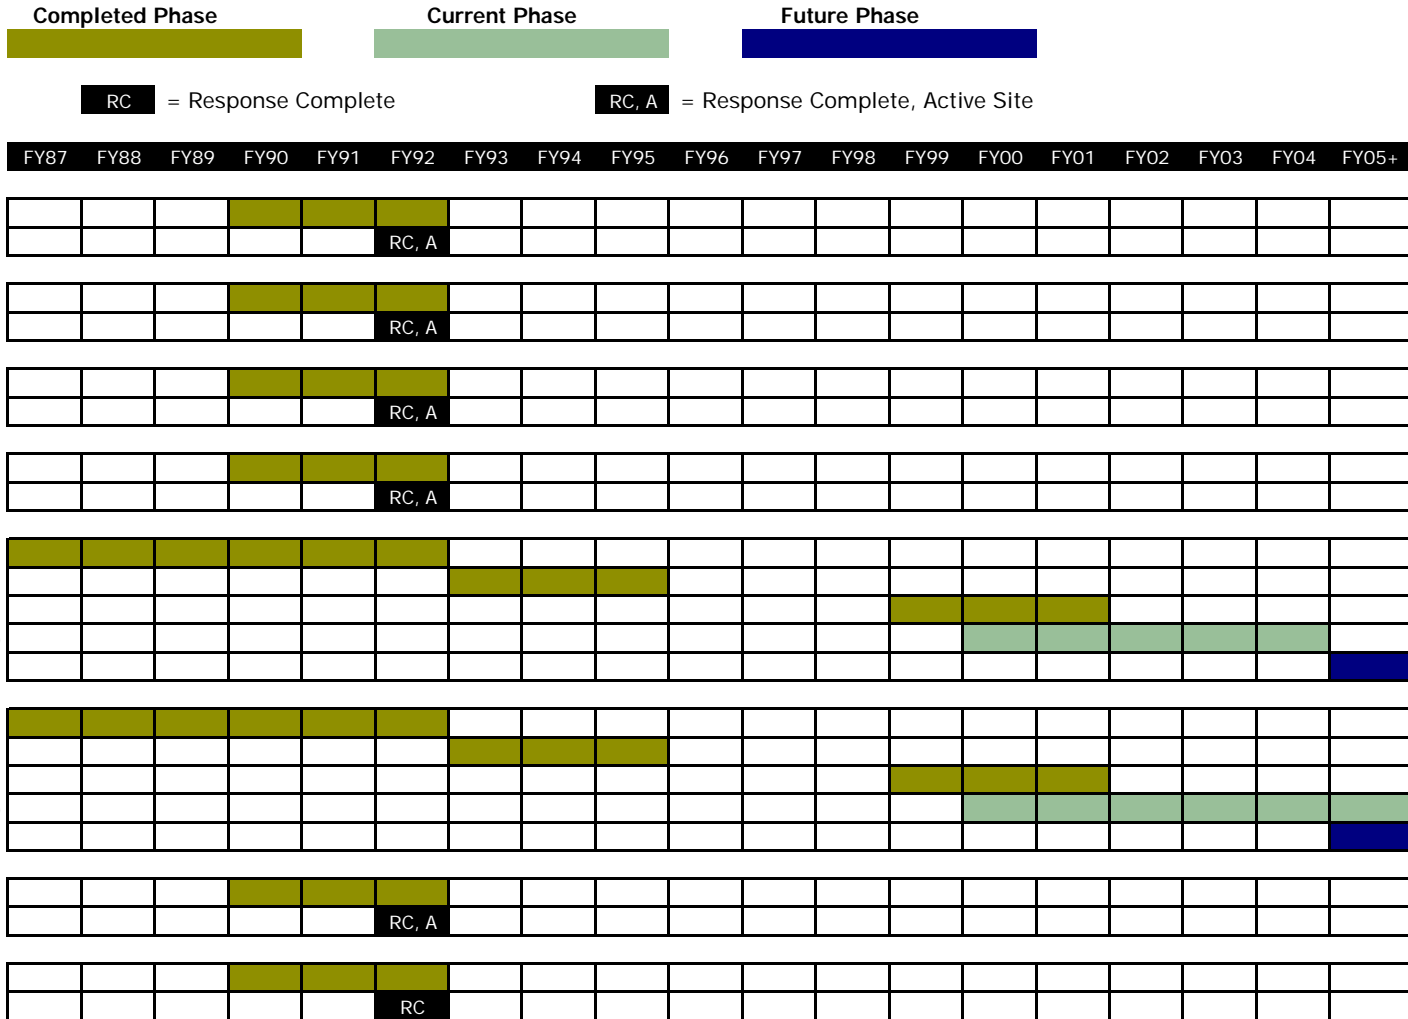 Completed Phase Current Phase Future Phase
RC = Response Complete RC, A = Response Complete, Active Site
FY87 FY88 FY89 FY90 FY91 FY92 FY93 FY94 FY95 FY96 FY97 FY98 FY99 FY00 FY01 FY02 FY03 FY04 FY05+
RC, A
RC, A
RC, A
RC, A
RC, A
RC